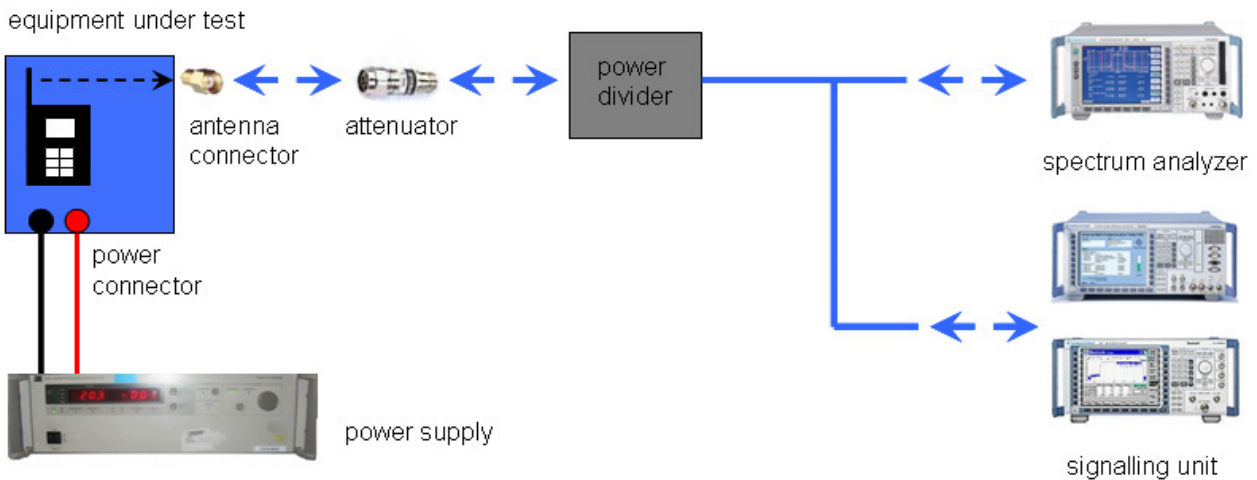 equipment under test
power
divider
antenna
connector
attenuator
spectrum analyzer
power
connector
power supply
signalling unit